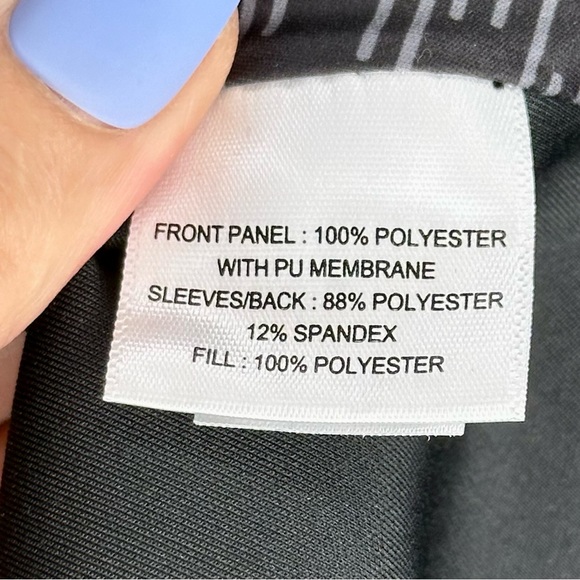 FRONT PANEL : 100% POLYESTER
WITH PU MEMBRANE
SLEEVES/BACK : 88% POLYESTER
12% SPANDEX
FILL : 100% POLYESTER